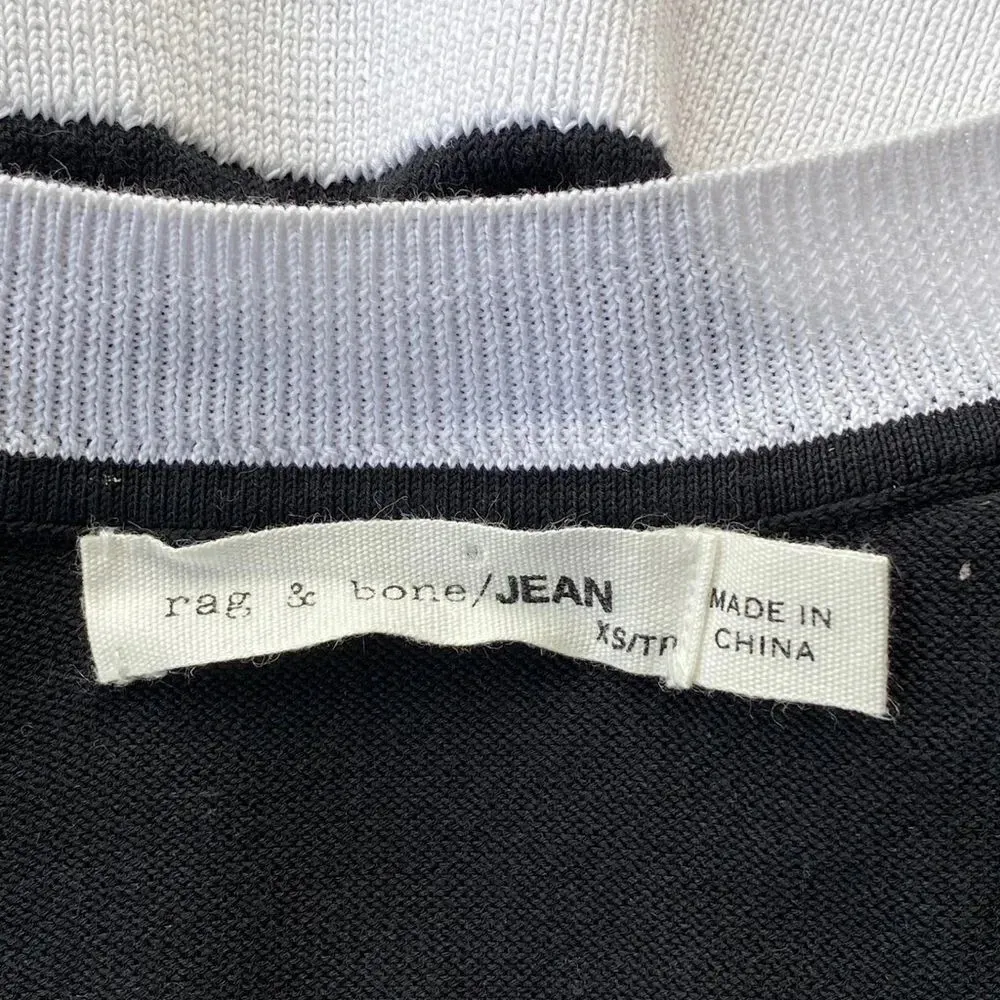 rag & bone/JEAN
XS/TP
MADE IN
CHINA